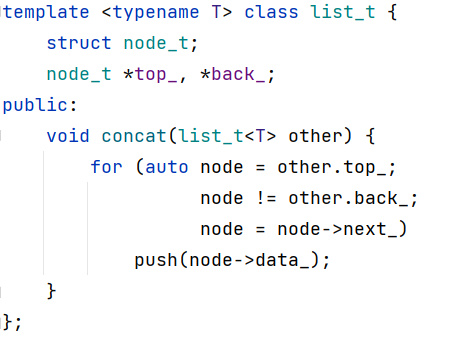 template <typename T> class list_t {
    struct node_t;
    node_t *top_, *back_;
public:
    void concat(list_t<T> other) {
        for (auto node = other.top_;
                  node != other.back_;
                  node = node->next_)
            push(node->data_);
    }
};